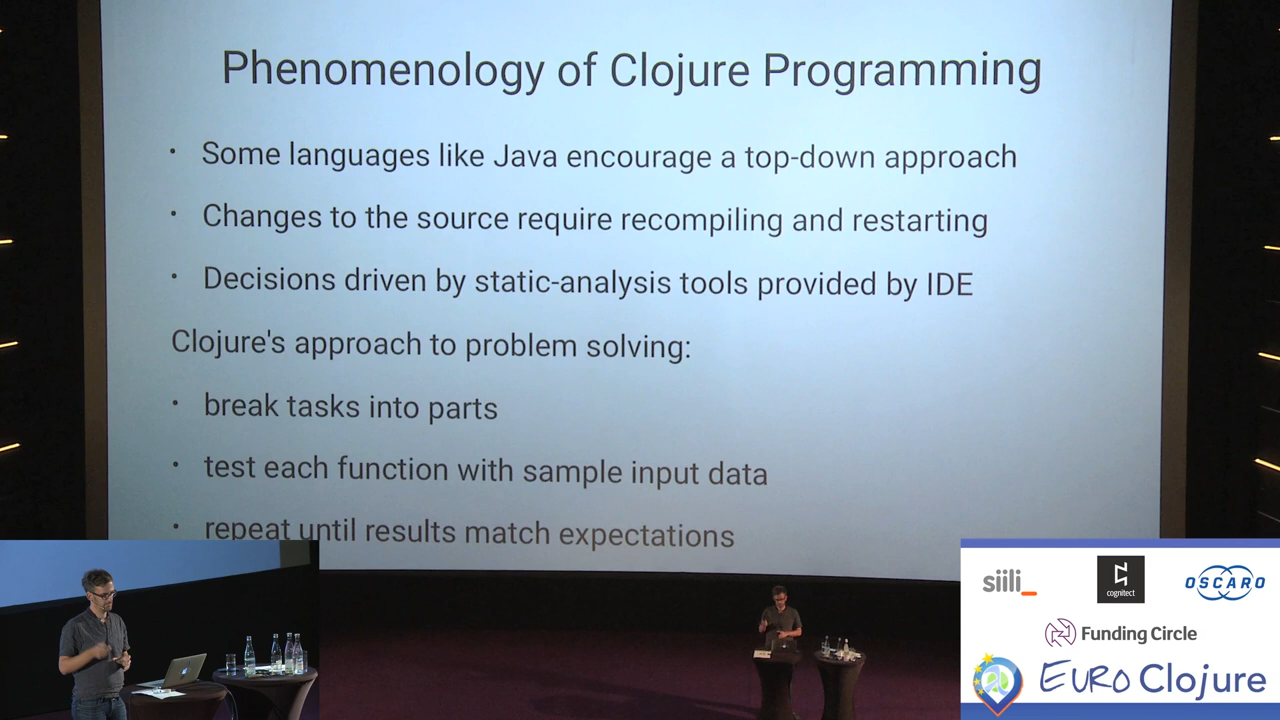 Phenomenology of Clojure Programming
• Some languages like Java encourage a top-down approach
• Changes to the source require recompiling and restarting
• Decisions driven by static-analysis tools provided by IDE
Clojure's approach to problem solving:
• break tasks into parts
• test each function with sample input data
• repeat until results match expectations
siili_
cognitect
OSCARO
Funding Circle
EURO Clojure